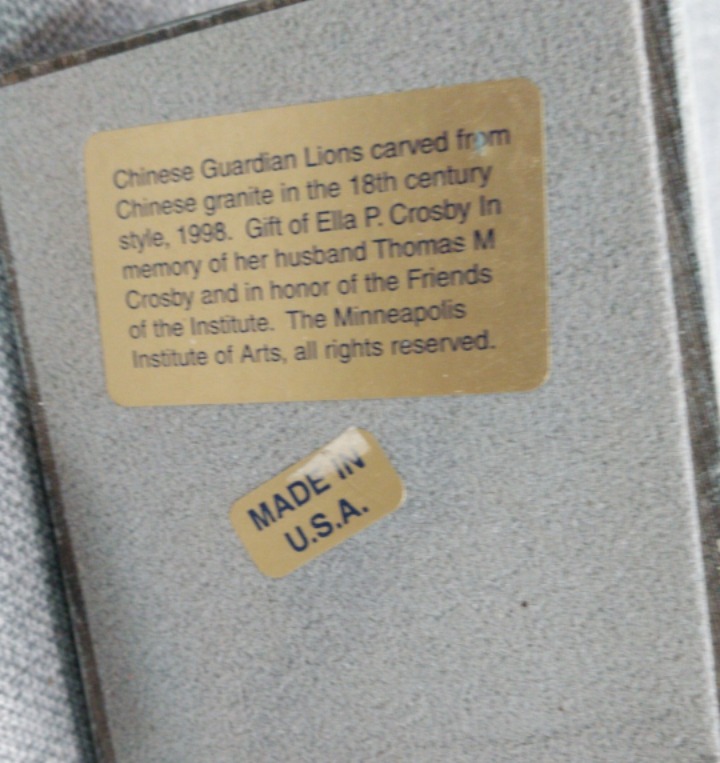 Chinese Guardian Lions carved from
Chinese granite in the 18th century
style, 1998. Gift of Ella P. Crosby In
memory of her husband Thomas M
Crosby and in honor of the Friends
of the Institute. The Minneapolis
Institute of Arts, all rights reserved.
MADE IN
U.S.A.